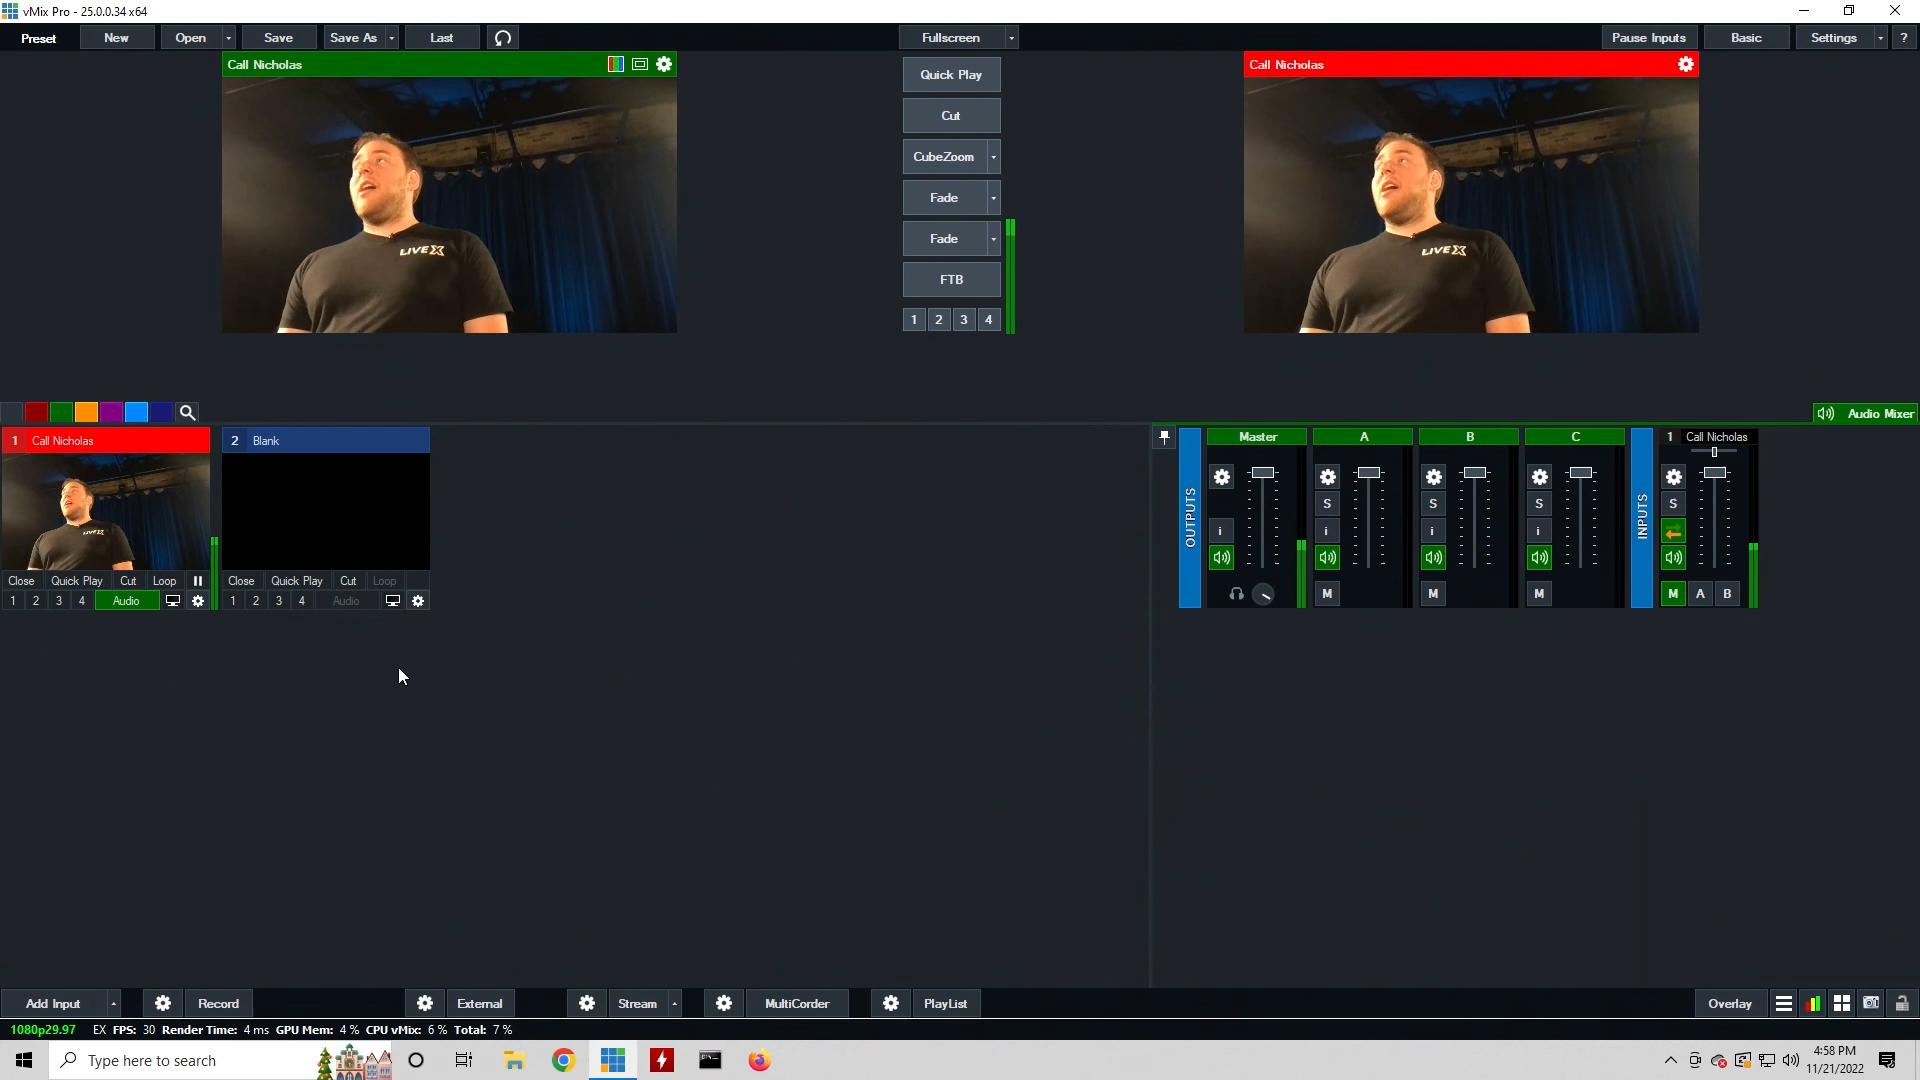 vMix Pro - 25.0.0.34 x64
Preset New Open Save Save As Last Fullscreen Pause Inputs Basic Settings ?
Call Nicholas
LIVEX
Quick Play
Cut
CubeZoom
Fade
Fade
FTB
1 2 3 4
Call Nicholas
LIVEX
Audio Mixer
1 Call Nicholas
LIVEX
Close Quick Play Cut Loop
1 2 3 4 Audio
2 Blank
Close Quick Play Cut Loop
1 2 3 4 Audio
OUTPUTS
Master
i
A
S
i
M
B
S
i
M
C
S
i
M
INPUTS
1 Call Nicholas
S
M A B
Add Input Record External Stream MultiCorder PlayList Overlay
1080p29.97 EX FPS: 30 Render Time: 4 ms GPU Mem: 4 % CPU vMix: 6 % Total: 7 %
Type here to search
4:58 PM
11/21/2022